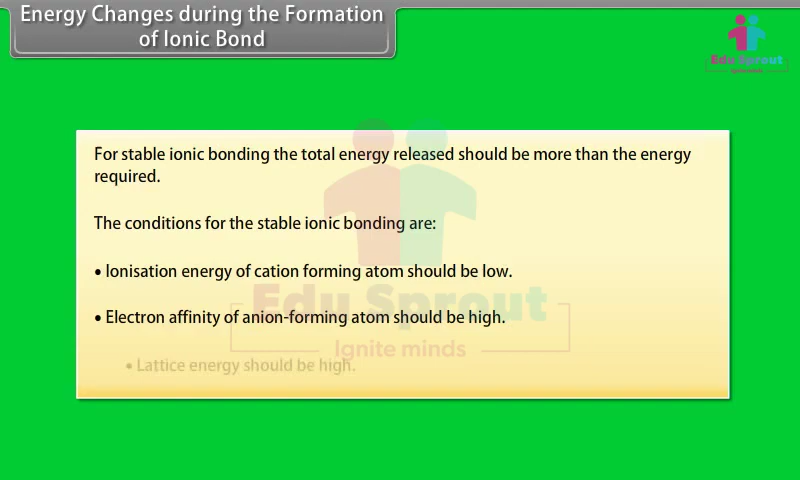 Energy Changes during the Formation
of Ionic Bond
Edu Sprout
Ignite minds
For stable ionic bonding the total energy released should be more than the energy
required.
The conditions for the stable ionic bonding are:
• Ionisation energy of cation forming atom should be low.
Edu Sprout
• Electron affinity of anion-forming atom should be high.
Ignite minds
• Lattice energy should be high.